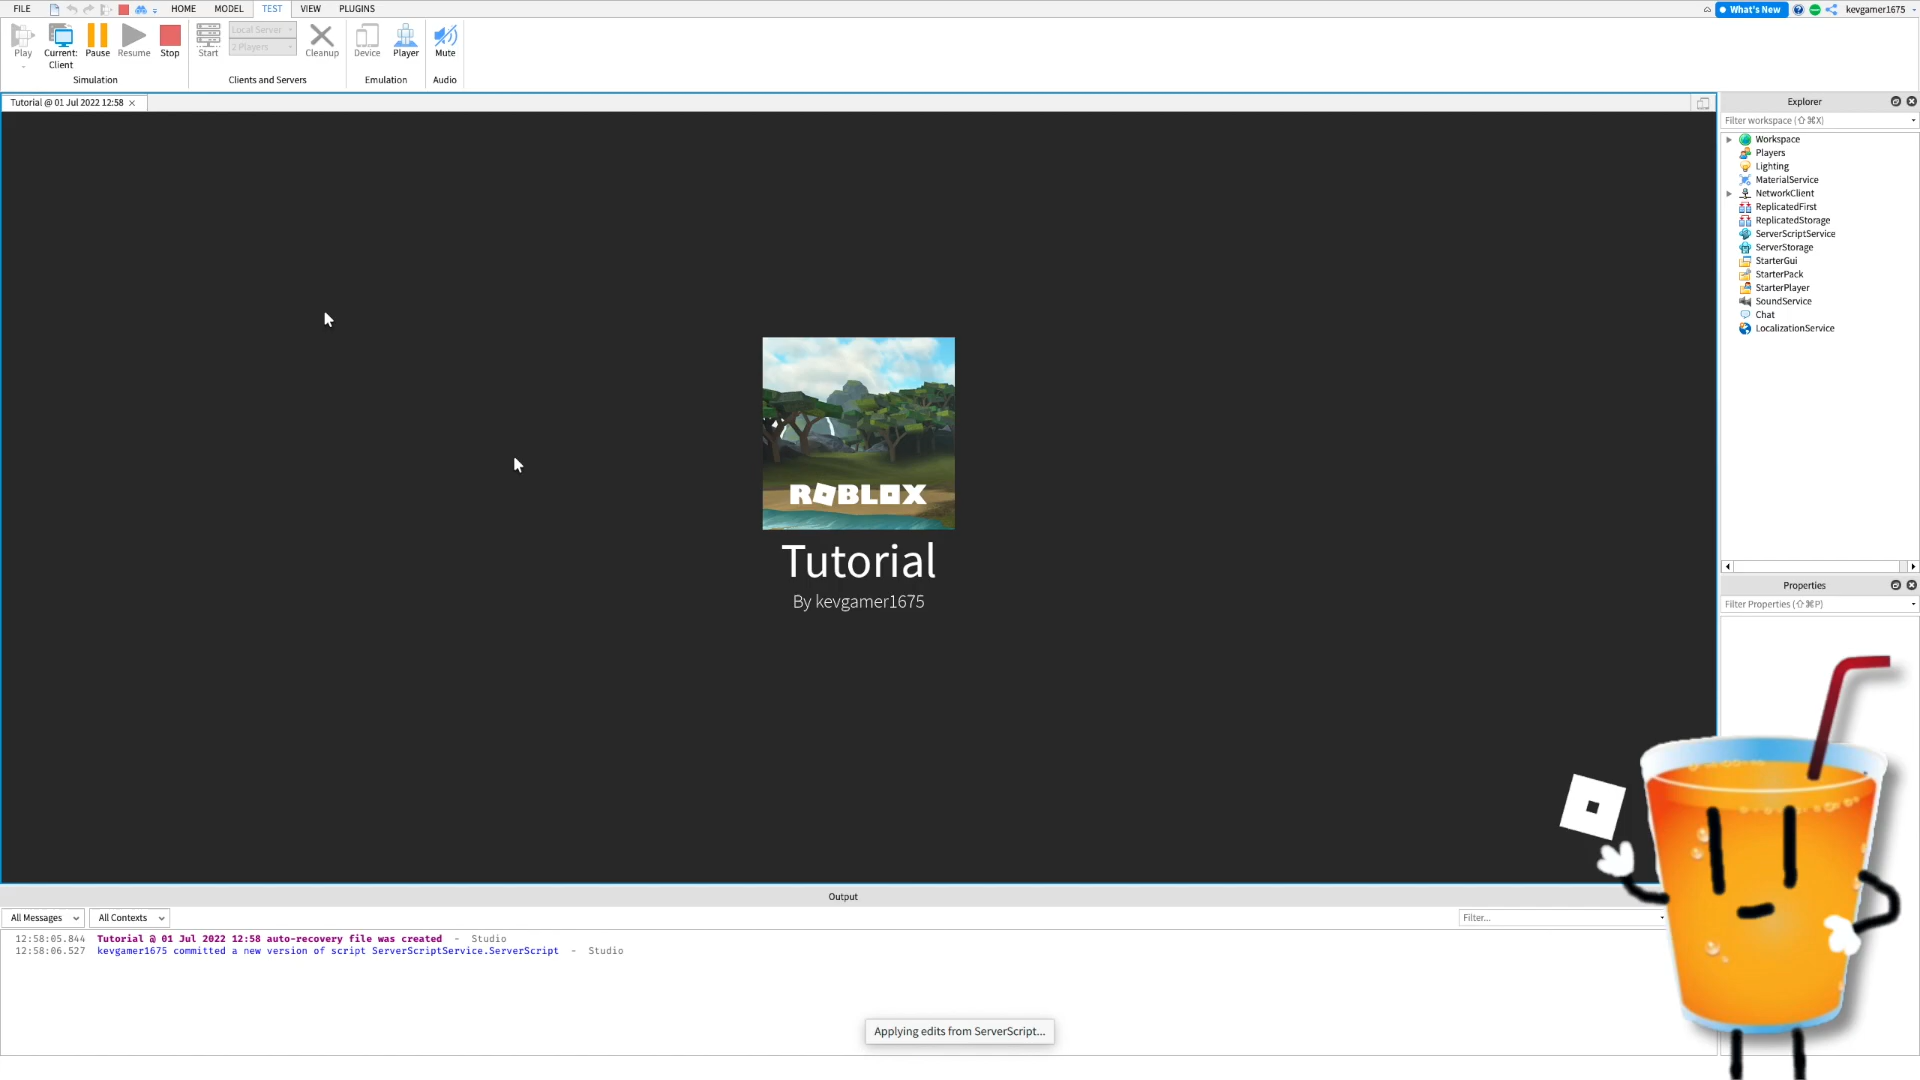 FILE HOME MODEL TEST VIEW PLUGINS What's New kevgamer1675
Play Current: Client Pause Resume Stop Start Local Server 2 Players Cleanup Device Player Mute
Simulation Clients and Servers Emulation Audio
Tutorial @ 01 Jul 2022 12:58
Explorer
Filter workspace (⇧⌘X)
Workspace
Players
Lighting
MaterialService
NetworkClient
ReplicatedFirst
ReplicatedStorage
ServerScriptService
ServerStorage
StarterGui
StarterPack
StarterPlayer
SoundService
Chat
LocalizationService
Properties
Filter Properties (⇧⌘P)
ROBLOX
Tutorial
By kevgamer1675
Output
All Messages All Contexts Filter...
12:58:05.844 Tutorial @ 01 Jul 2022 12:58 auto-recovery file was created - Studio
12:58:06.527 kevgamer1675 committed a new version of script ServerScriptService.ServerScript - Studio
Applying edits from ServerScript...